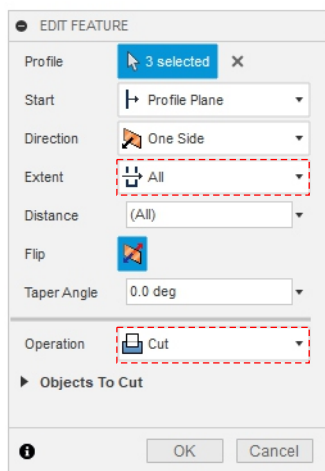 EDIT FEATURE
Profile 3 selected
Start Profile Plane
Direction One Side
Extent All
Distance (All)
Flip
Taper Angle 0.0 deg
Operation Cut
Objects To Cut
OK Cancel